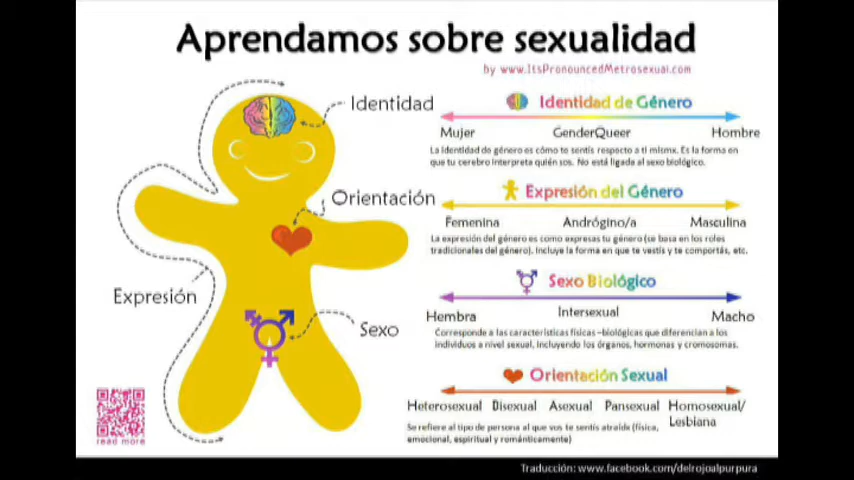 Aprendamos sobre sexualidad
by www.ItsPronouncedMetrosexual.com
Identidad
Orientación
Expresión
Sexo
Identidad de Género
Mujer GenderQueer Hombre
La identidad de género es cómo te sentís respecto a ti mismx. Es la forma en
que tu cerebro interpreta quién sos. No está ligada al sexo biológico.
Expresión del Género
Femenina Andrógino/a Masculina
La expresión del género es como expresas tu género (se basa en los roles
tradicionales del género). Incluye la forma en que te vestís y te comportás, etc.
Sexo Biológico
Hembra Intersexual Macho
Corresponde a las características físicas-biológicas que diferencian a los
individuos a nivel sexual, incluyendo los órganos, hormonas y cromosomas.
Orientación Sexual
Heterosexual Bisexual Asexual Pansexual Homosexual/
Lesbiana
Se refiere al tipo de persona al que vos te sentís atraídx (física,
emocional, espiritual y románticamente)
read more
Traducción: www.facebook.com/delrojoalpurpura